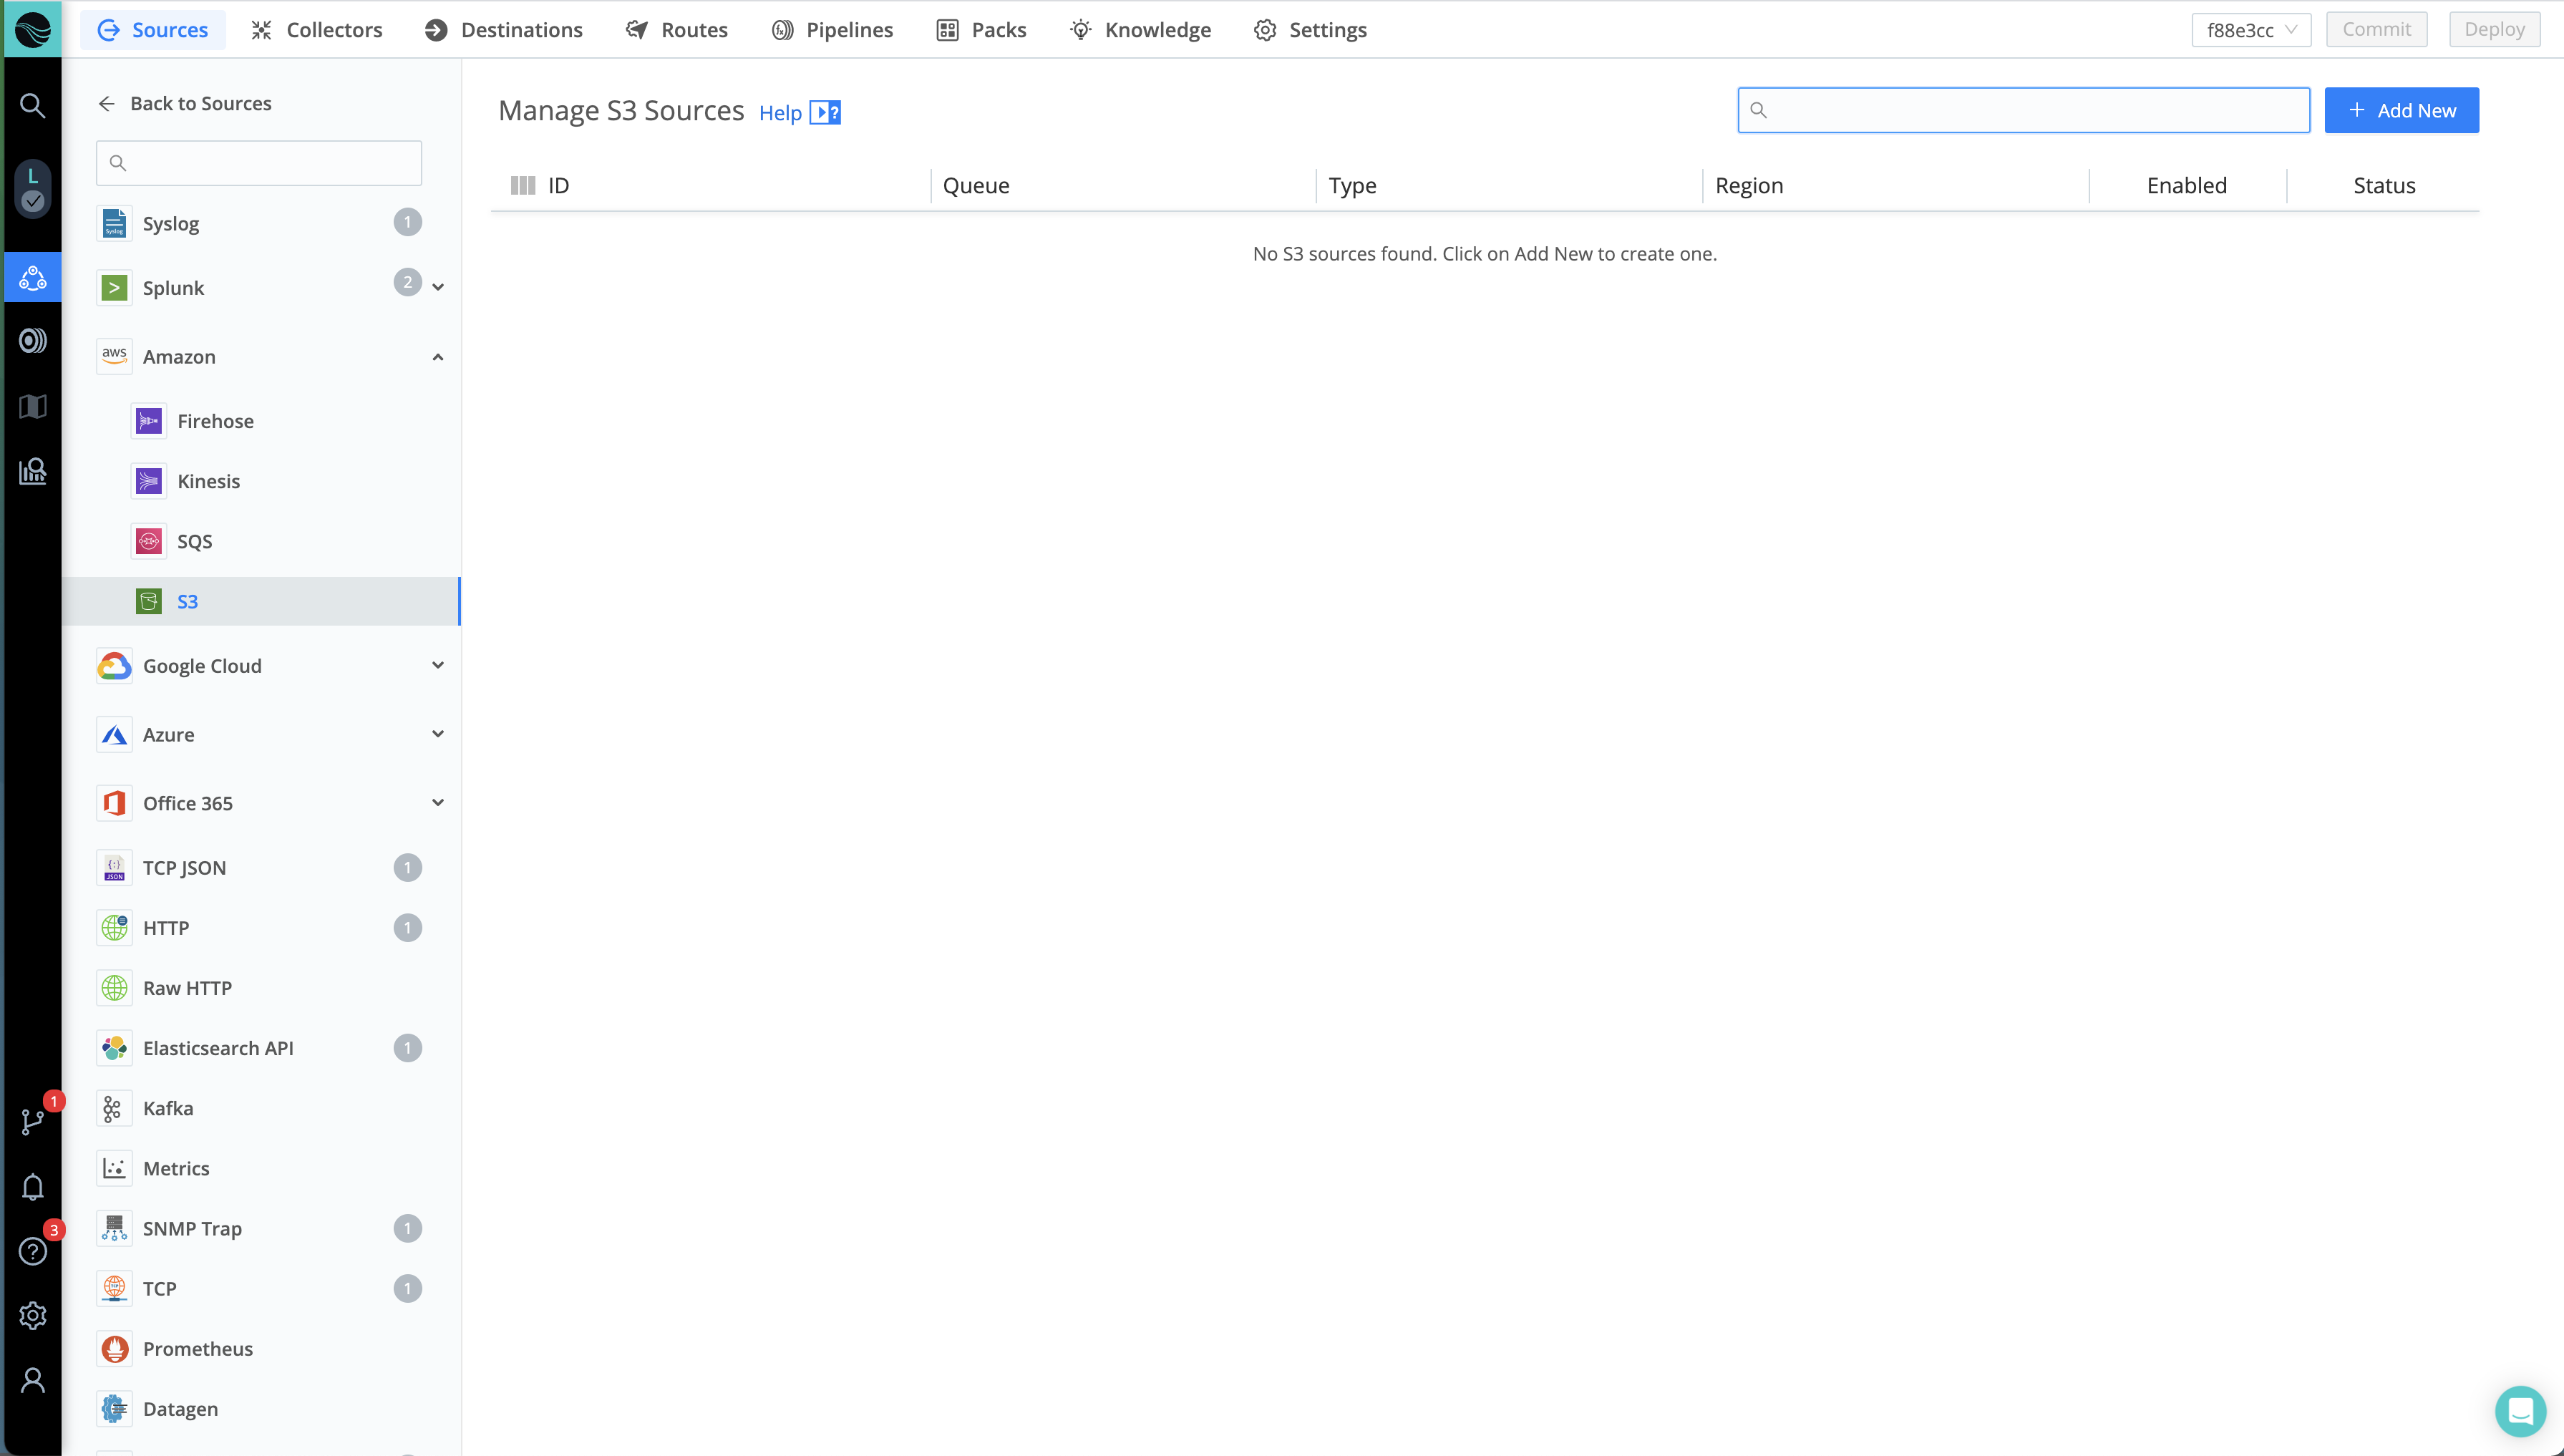 Sources Collectors Destinations Routes Pipelines Packs Knowledge Settings f88e3cc Commit Deploy
L
1
3
Back to Sources
Syslog 1
Splunk 2
aws Amazon
Firehose
Kinesis
SQS
S3
Google Cloud
Azure
Office 365
JSON TCP JSON 1
HTTP 1
Raw HTTP
Elasticsearch API 1
Kafka
Metrics
SNMP Trap 1
TCP 1
Prometheus
Datagen
Manage S3 Sources Help ? + Add New
ID Queue Type Region Enabled Status
No S3 sources found. Click on Add New to create one.